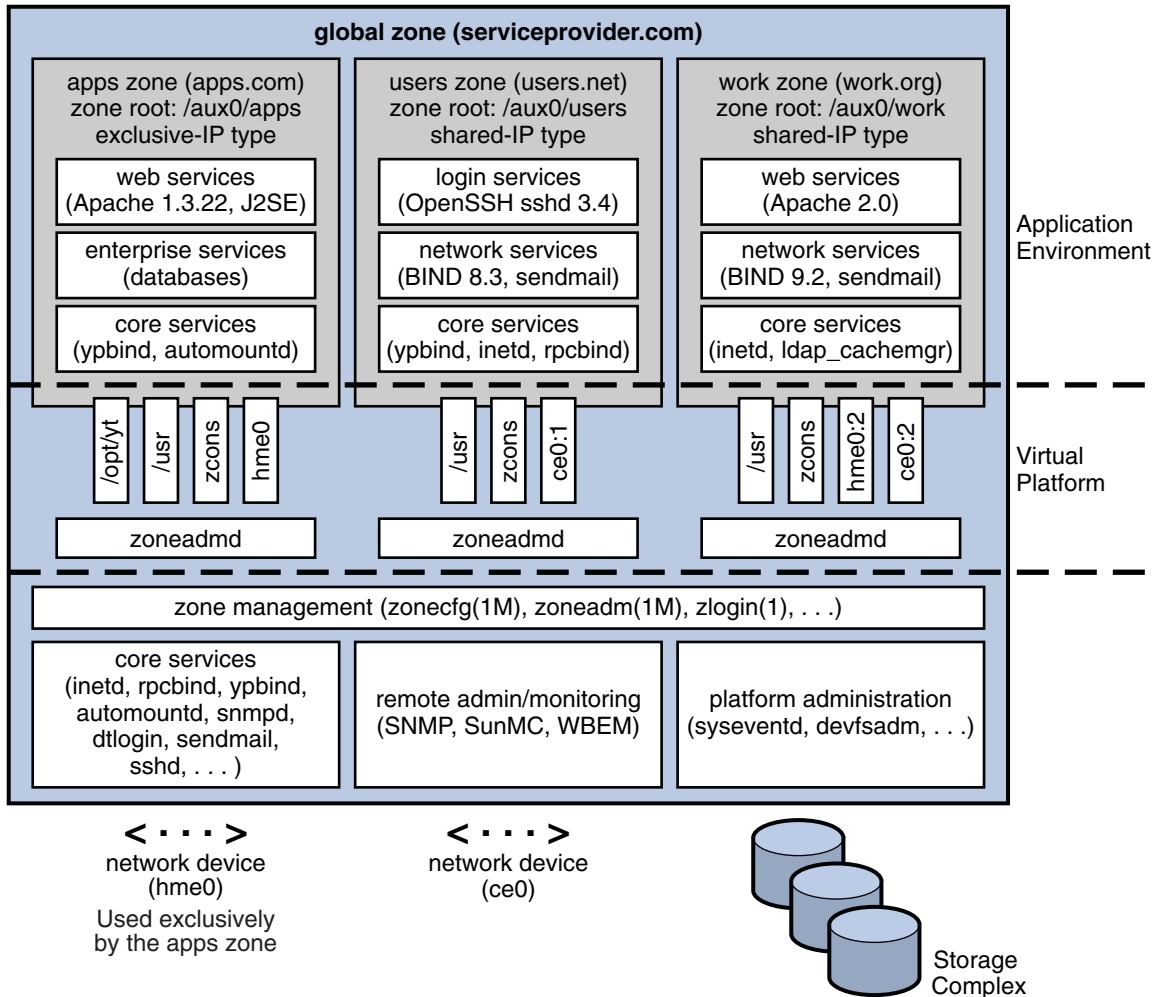 global zone (serviceprovider.com)
apps zone (apps.com)
zone root: /aux0/apps
exclusive-IP type
web services
(Apache 1.3.22, J2SE)
enterprise services
(databases)
core services
(ypbind, automountd)
users zone (users.net)
zone root: /aux0/users
shared-IP type
login services
(OpenSSH sshd 3.4)
network services
(BIND 8.3, sendmail)
core services
(ypbind, inetd, rpcbind)
work zone (work.org)
zone root: /aux0/work
shared-IP type
web services
(Apache 2.0)
network services
(BIND 9.2, sendmail)
core services
(inetd, ldap_cachemgr)
Application
Environment
/opt/yt
/usr
zcons
hme0
zoneadmd
/usr
zcons
ce0:1
zoneadmd
/usr
zcons
hme0:2
ce0:2
zoneadmd
Virtual
Platform
zone management (zonecfg(1M), zoneadm(1M), zlogin(1), . . .)
core services
(inetd, rpcbind, ypbind,
automountd, snmpd,
dtlogin, sendmail,
sshd, . . . )
remote admin/monitoring
(SNMP, SunMC, WBEM)
platform administration
(syseventd, devfsadm, . . .)
<···>
network device
(hme0)
Used exclusively
by the apps zone
<···>
network device
(ce0)
Storage
Complex